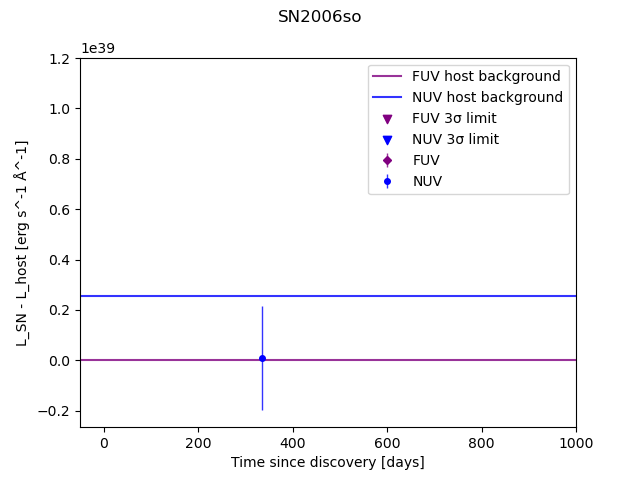 SN2006so
1e39
1.2
1.0
0.8
0.6
0.4
0.2
0.0
−0.2
L_SN - L_host [erg s^-1 Å^-1]
FUV host background
NUV host background
FUV 3σ limit
NUV 3σ limit
FUV
NUV
0 200 400 600 800 1000
Time since discovery [days]